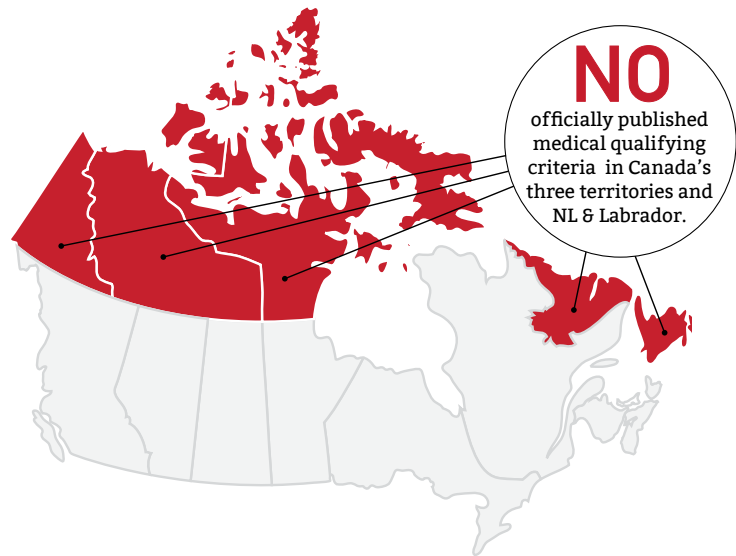 NO
officially published
medical qualifying
criteria in Canada's
three territories and
NL & Labrador.